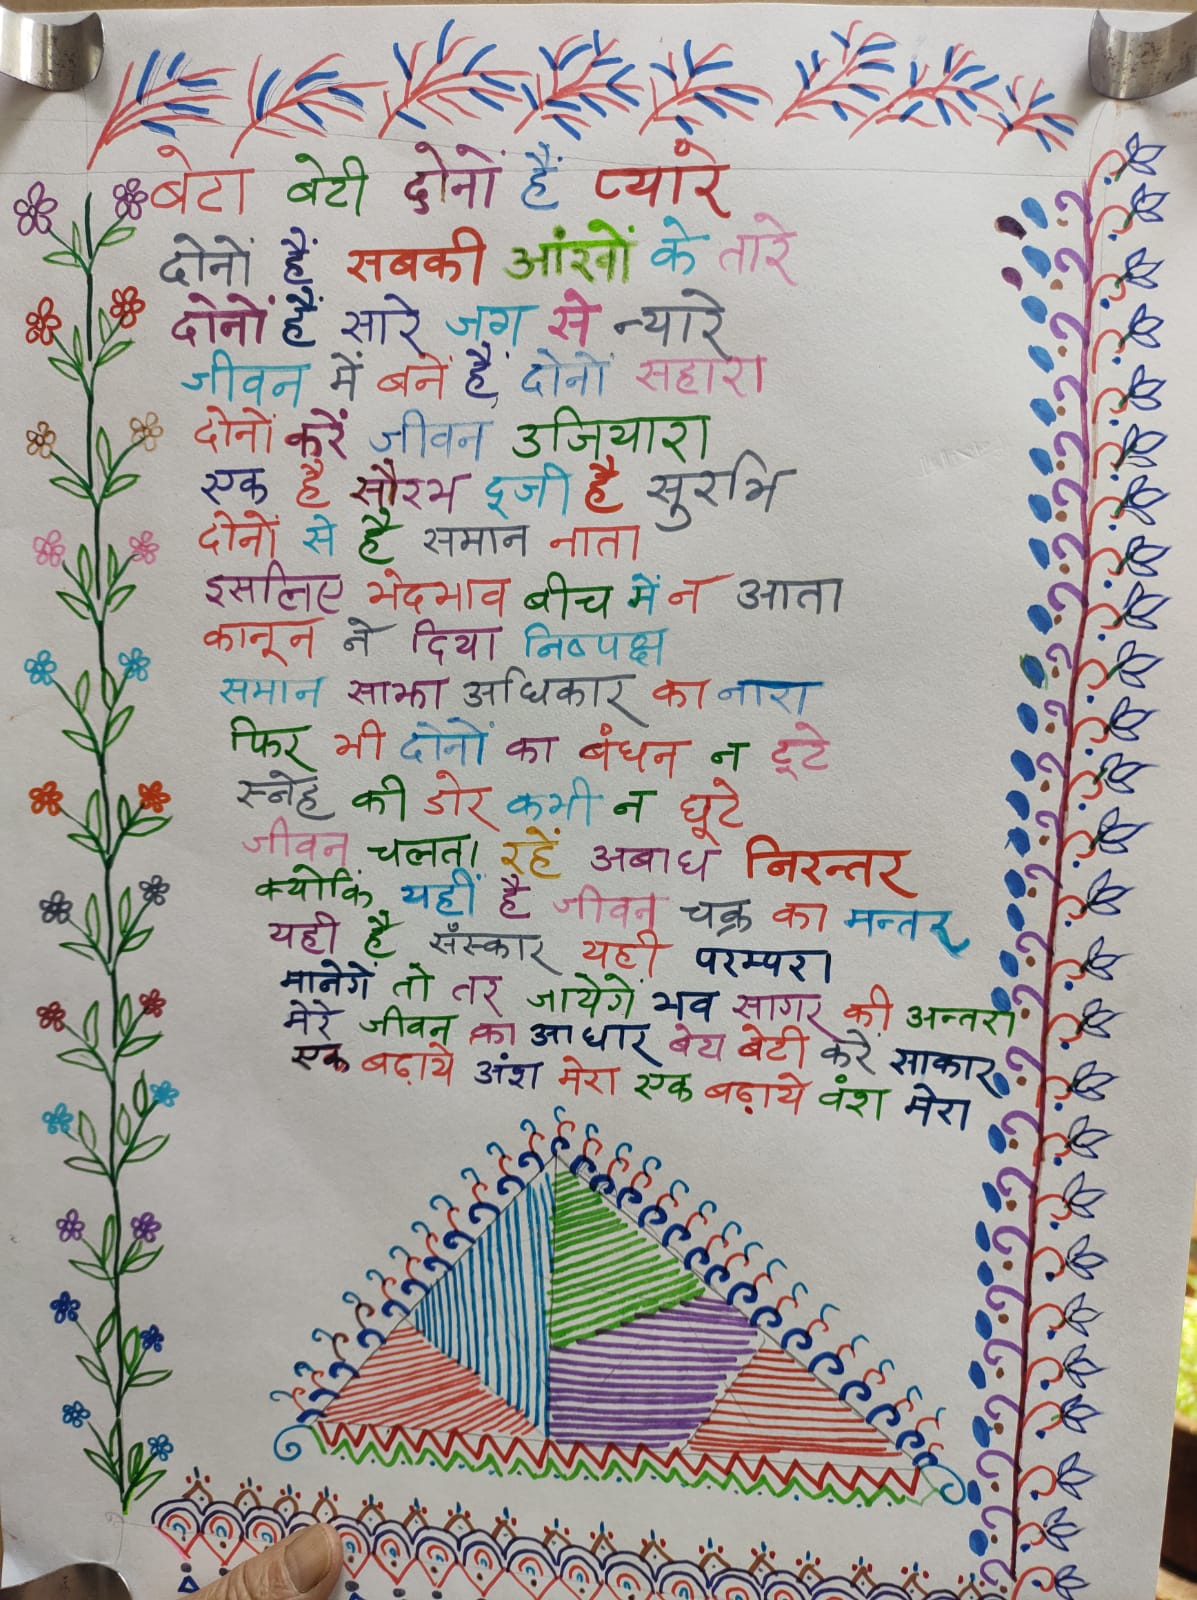 बेटा बेटी दोनों हैं प्यारे
दोनों हैं सबकी आंखों के तारे
दोनों हैं सारे जग से न्यारे
जीवन में बनें हैं दोनों सहारा
दोनों करें जीवन उजियारा
एक है सौरभ दूजी है सुरभि
दोनों से है समान नाता
इसलिए भेदभाव बीच में न आता
कानून ने दिया निष्पक्ष
समान साझा अधिकार का नारा
फिर भी दोनों का बंधन न टूटे
स्नेह की डोर कभी न छूटे
जीवन चलता रहें अबाध निरन्तर
क्योकिं यहीं है जीवन चक्र का मन्तर
यही है सँस्कार यही परम्परा
मानेगें तो तर जायेगें भव सागर की अन्तरा
मेरे जीवन का आधार बेटा बेटी करें साकार
एक बढ़ाये अंश मेरा एक बढ़ाये वंश मेरा